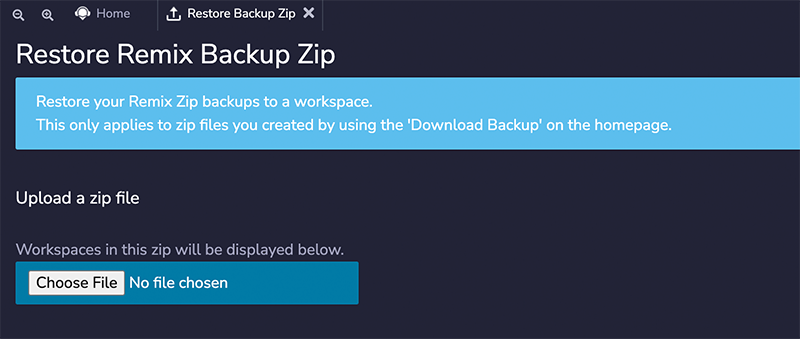 Home
Restore Backup Zip
Restore Remix Backup Zip
Restore your Remix Zip backups to a workspace.
This only applies to zip files you created by using the 'Download Backup' on the homepage.
Upload a zip file
Workspaces in this zip will be displayed below.
Choose File No file chosen